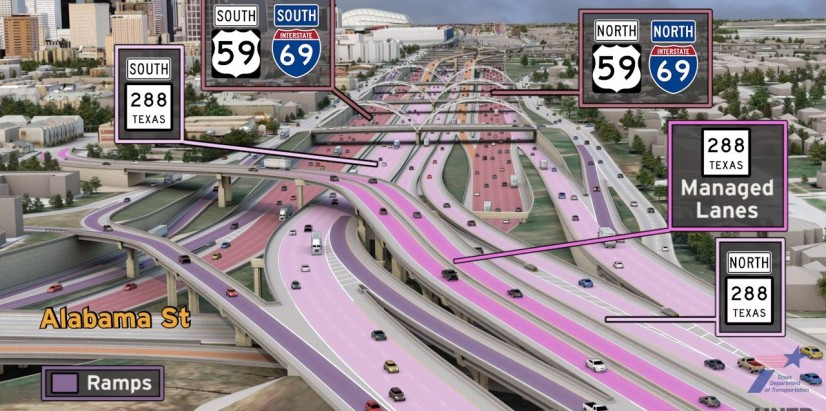 SOUTH
SOUTH
59
INTERSTATE
69
NORTH
NORTH
59
INTERSTATE
69
SOUTH
288
TEXAS
288
TEXAS
Managed
Lanes
NORTH
288
TEXAS
Alabama St
Ramps
Texas
Department
of Transportation